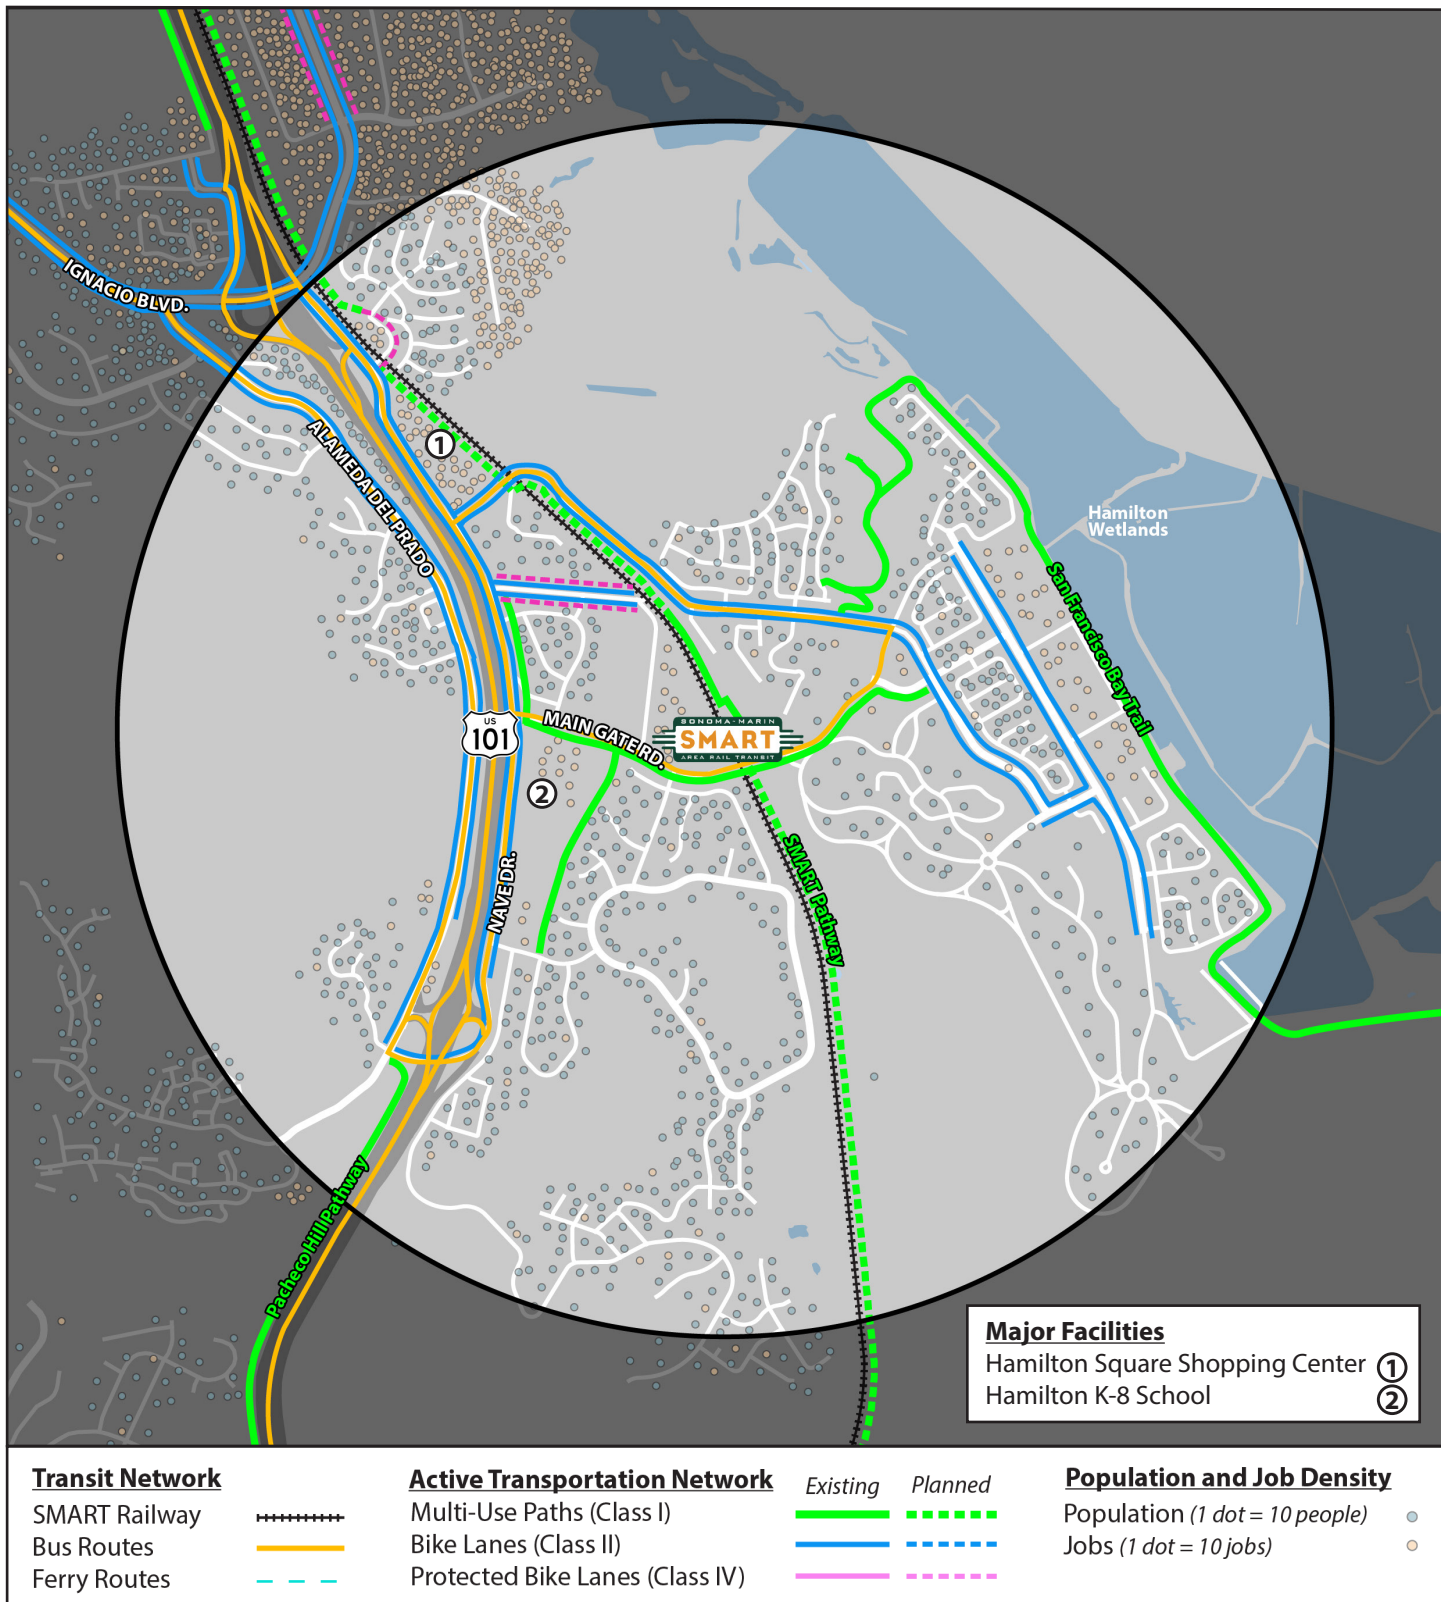 IGNACIO BLVD.
ALAMEDA DEL PRADO
1
Hamilton
Wetlands
San Francisco Bay Trail
US
101
MAIN GATE RD.
SONOMA-MARIN
SMART
AREA RAIL TRANSIT
2
NAVE DR.
SMART Pathway
Pacheco Hill Pathway
Major Facilities
Hamilton Square Shopping Center 1
Hamilton K-8 School 2
Transit Network
SMART Railway
Bus Routes
Ferry Routes
Active Transportation Network Existing Planned
Multi-Use Paths (Class I)
Bike Lanes (Class II)
Protected Bike Lanes (Class IV)
Population and Job Density
Population (1 dot = 10 people)
Jobs (1 dot = 10 jobs)